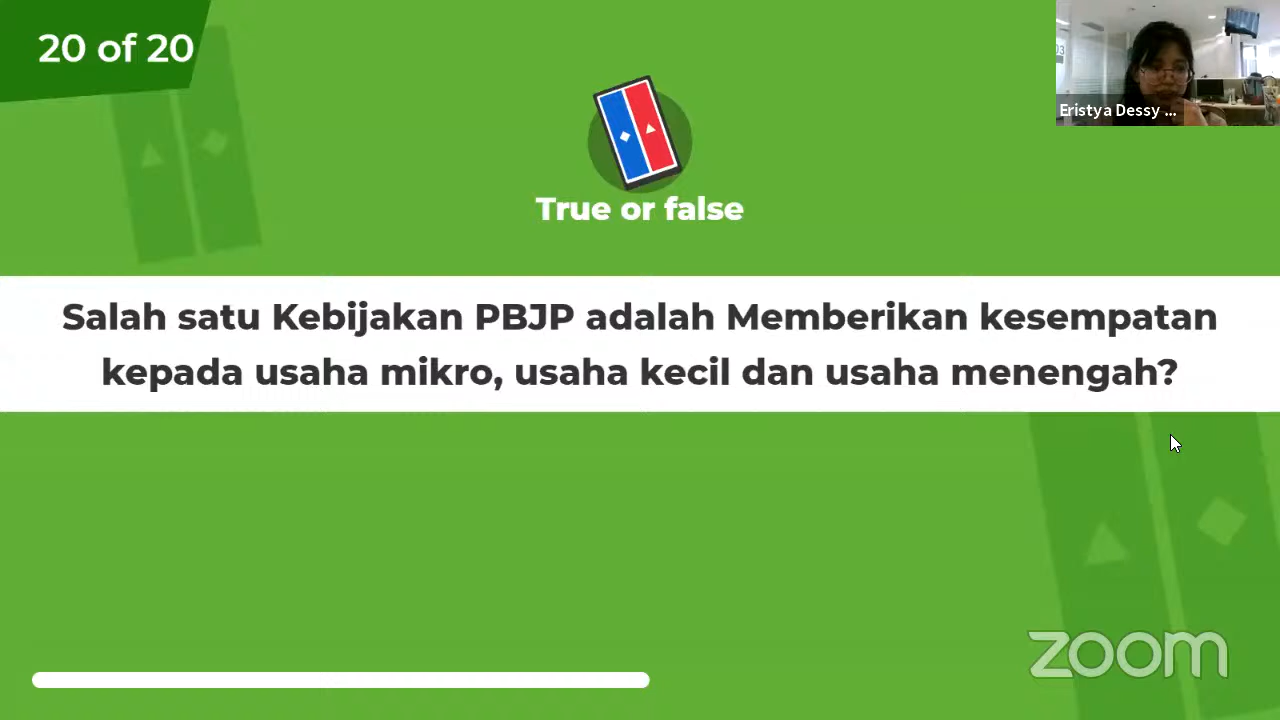 20 of 20
Eristya Dessy ...
True or false
Salah satu Kebijakan PBJP adalah Memberikan kesempatan
kepada usaha mikro, usaha kecil dan usaha menengah?
zoom